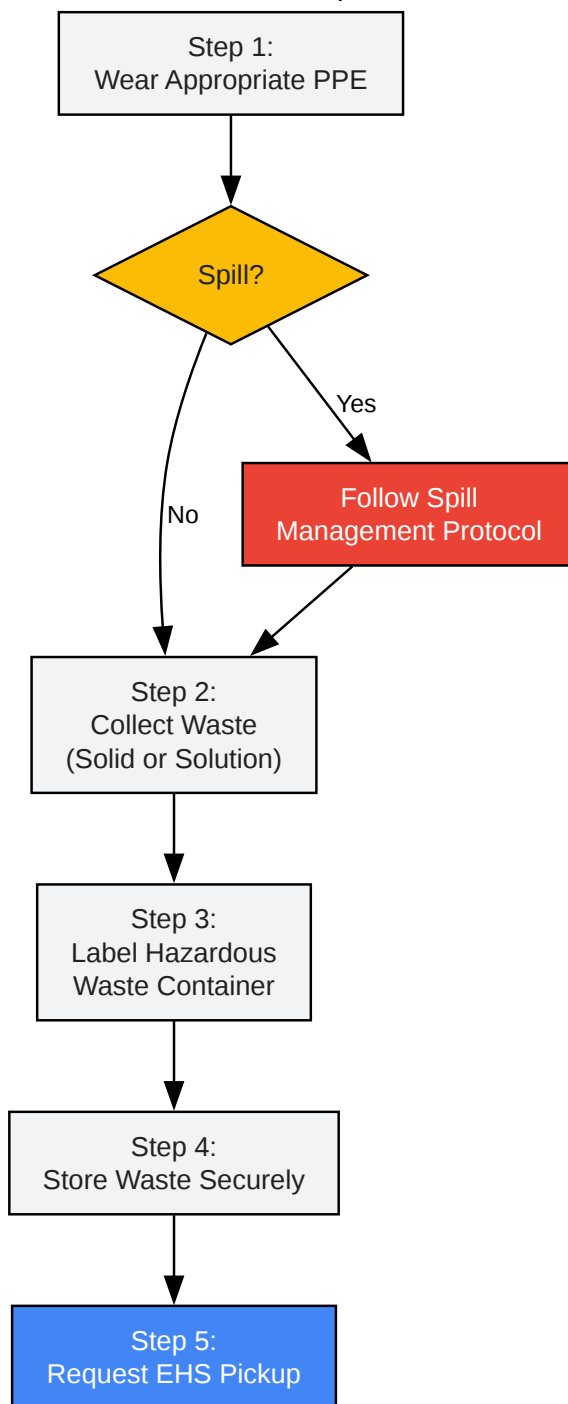 Step 1:
Wear Appropriate PPE
Spill?
Yes
No
Follow Spill
Management Protocol
Step 2:
Collect Waste
(Solid or Solution)
Step 3:
Label Hazardous
Waste Container
Step 4:
Store Waste Securely
Step 5:
Request EHS Pickup